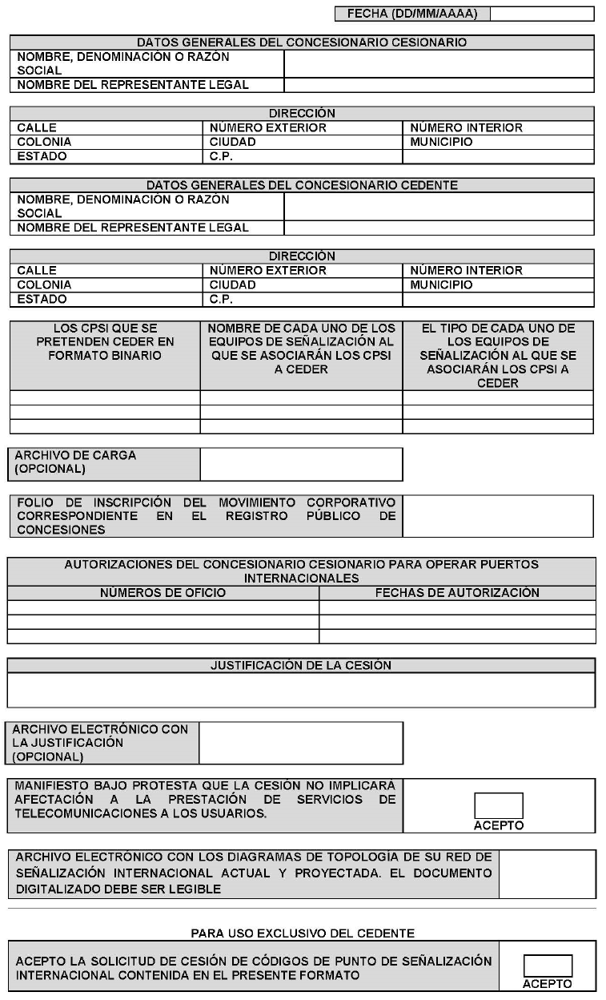 FECHA (DD/MM/AAAA)
DATOS GENERALES DEL CONCESIONARIO CESIONARIO
NOMBRE, DENOMINACIÓN O RAZÓN
SOCIAL
NOMBRE DEL REPRESENTANTE LEGAL
DIRECCIÓN
CALLE NÚMERO EXTERIOR NÚMERO INTERIOR
COLONIA CIUDAD MUNICIPIO
ESTADO C.P.
DATOS GENERALES DEL CONCESIONARIO CEDENTE
NOMBRE, DENOMINACIÓN O RAZÓN
SOCIAL
NOMBRE DEL REPRESENTANTE LEGAL
DIRECCIÓN
CALLE NÚMERO EXTERIOR NÚMERO INTERIOR
COLONIA CIUDAD MUNICIPIO
ESTADO C.P.
LOS CPSI QUE SE
PRETENDEN CEDER EN
FORMATO BINARIO
NOMBRE DE CADA UNO DE LOS
EQUIPOS DE SEÑALIZACIÓN AL
QUE SE ASOCIARÁN LOS CPSI
A CEDER
EL TIPO DE CADA UNO DE
LOS EQUIPOS DE
SEÑALIZACIÓN AL QUE SE
ASOCIARÁN LOS CPSI A
CEDER
ARCHIVO DE CARGA
(OPCIONAL)
FOLIO DE INSCRIPCIÓN DEL MOVIMIENTO CORPORATIVO
CORRESPONDIENTE EN EL REGISTRO PÚBLICO DE
CONCESIONES
AUTORIZACIONES DEL CONCESIONARIO CESIONARIO PARA OPERAR PUERTOS
INTERNACIONALES
NÚMEROS DE OFICIO FECHAS DE AUTORIZACIÓN
JUSTIFICACIÓN DE LA CESIÓN
ARCHIVO ELECTRÓNICO CON
LA JUSTIFICACIÓN
(OPCIONAL)
MANIFIESTO BAJO PROTESTA QUE LA CESIÓN NO IMPLICARÁ
AFECTACIÓN A LA PRESTACIÓN DE SERVICIOS DE
TELECOMUNICACIONES A LOS USUARIOS.
ACEPTO
ARCHIVO ELECTRÓNICO CON LOS DIAGRAMAS DE TOPOLOGÍA DE SU RED DE
SEÑALIZACIÓN INTERNACIONAL ACTUAL Y PROYECTADA. EL DOCUMENTO
DIGITALIZADO DEBE SER LEGIBLE
PARA USO EXCLUSIVO DEL CEDENTE
ACEPTO LA SOLICITUD DE CESIÓN DE CÓDIGOS DE PUNTO DE SEÑALIZACIÓN
INTERNACIONAL CONTENIDA EN EL PRESENTE FORMATO
ACEPTO